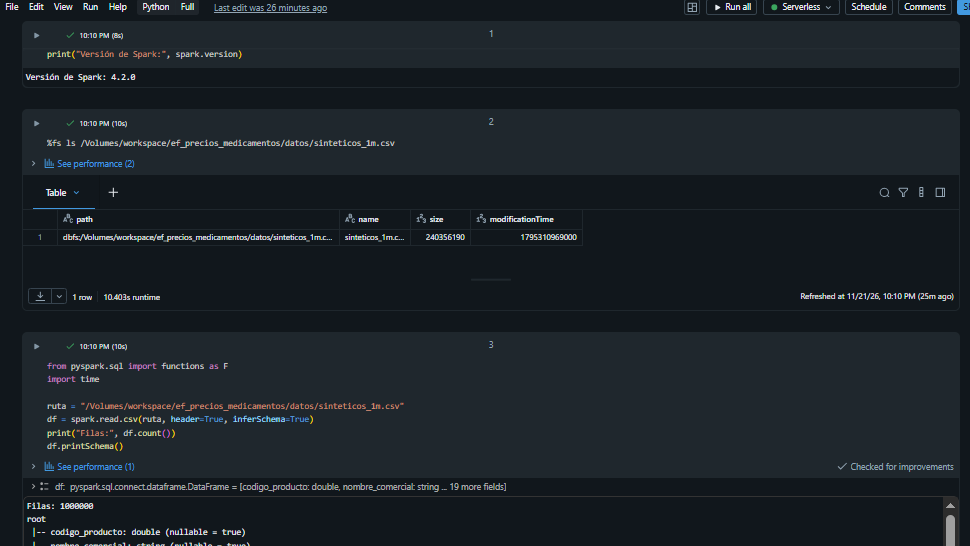 File Edit View Run Help Python Full Last edit was 26 minutes ago Run all Serverless Schedule Comments
10:10 PM (8s) 1
print("Versión de Spark:", spark.version)
Versión de Spark: 4.2.0
10:10 PM (10s) 2
%fs ls /Volumes/workspace/ef_precios_medicamentos/datos/sinteticos_1m.csv
See performance (2)
Table +
path name size modificationTime
1 dbfs:/Volumes/workspace/ef_precios_medicamentos/datos/sinteticos_1m.c... sinteticos_1m.c... 240356190 1795310969000
1 row 10.403s runtime Refreshed at 11/21/26, 10:10 PM (25m ago)
10:10 PM (10s) 3
from pyspark.sql import functions as F
import time
ruta = "/Volumes/workspace/ef_precios_medicamentos/datos/sinteticos_1m.csv"
df = spark.read.csv(ruta, header=True, inferSchema=True)
print("Filas:", df.count())
df.printSchema()
See performance (1) Checked for improvements
df: pyspark.sql.connect.dataframe.DataFrame = [codigo_producto: double, nombre_comercial: string ... 19 more fields]
Filas: 1000000
root
|-- codigo_producto: double (nullable = true)
|-- nombre_comercial: string (nullable = true)